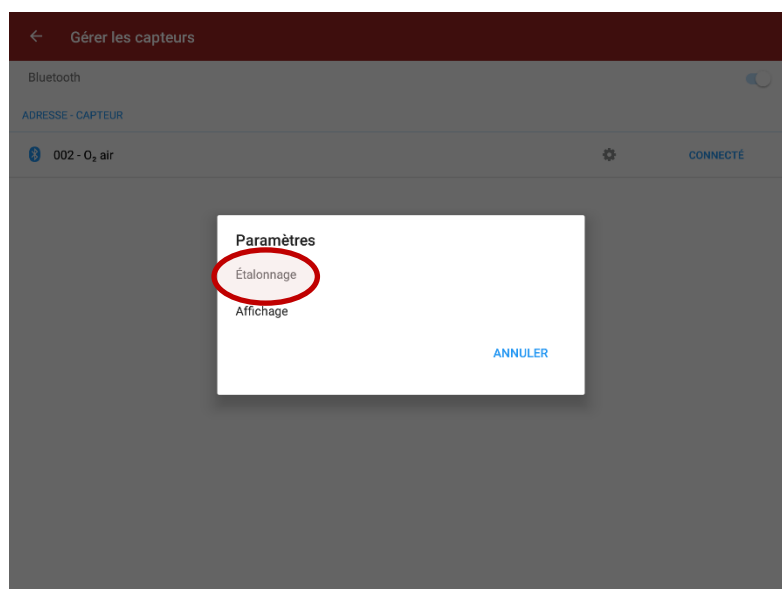 Gérer les capteurs
Bluetooth
ADRESSE - CAPTEUR
002 - O₂ air
CONNECTÉ
Paramètres
Étalonnage
Affichage
ANNULER